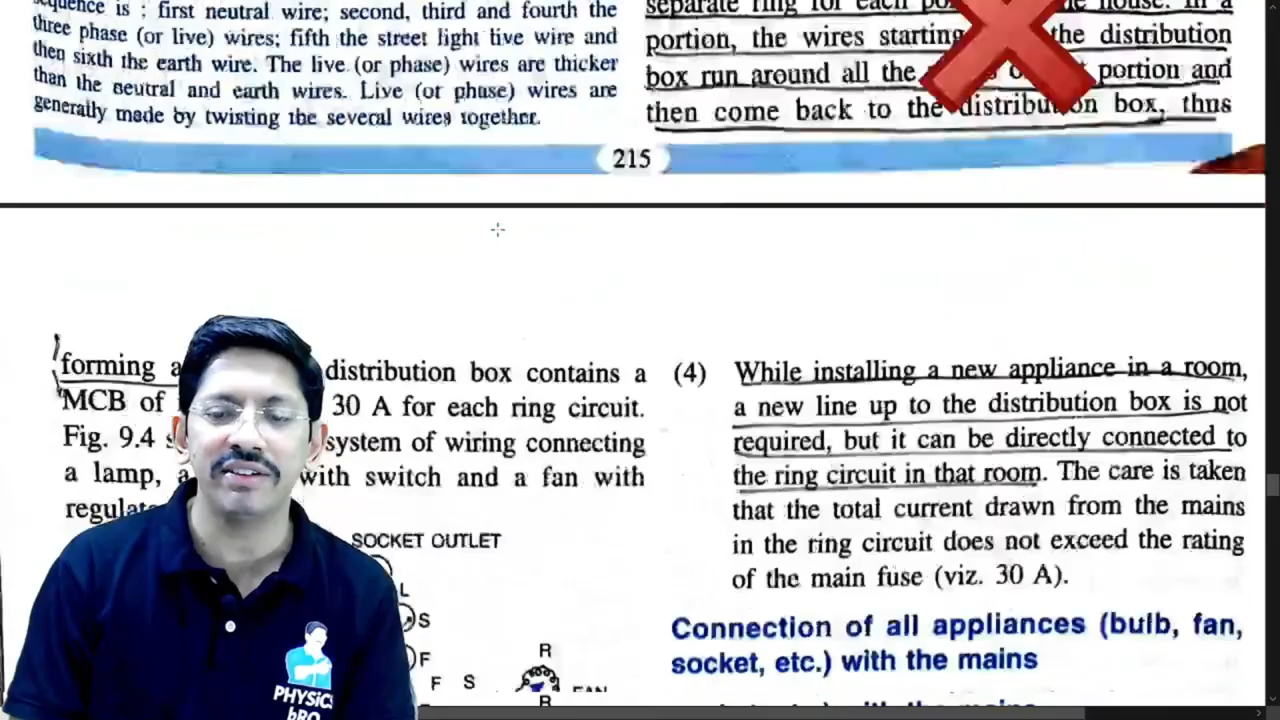 sequence is ; first neutral wire; second, third and fourth the
three phase (or live) wires; fifth the street light live wire and
then sixth the earth wire. The live (or phase) wires are thicker
than the neutral and earth wires. Live (or phase) wires are
generally made by twisting the several wires together.
separate ring for each house. In a
portion, the wires starting the distribution
box run around all the portion and
then come back to the distribution box, thus
215
forming a distribution box contains a
MCB of 30 A for each ring circuit.
Fig. 9.4 system of wiring connecting
a lamp, with switch and a fan with
SOCKET OUTLET
L
S
F
F S
R
FAN
R
(4) While installing a new appliance in a room,
a new line up to the distribution box is not
required, but it can be directly connected to
the ring circuit in that room. The care is taken
that the total current drawn from the mains
in the ring circuit does not exceed the rating
of the main fuse (viz. 30 A).
Connection of all appliances (bulb, fan,
socket, etc.) with the mains
PHYSICS
bRO